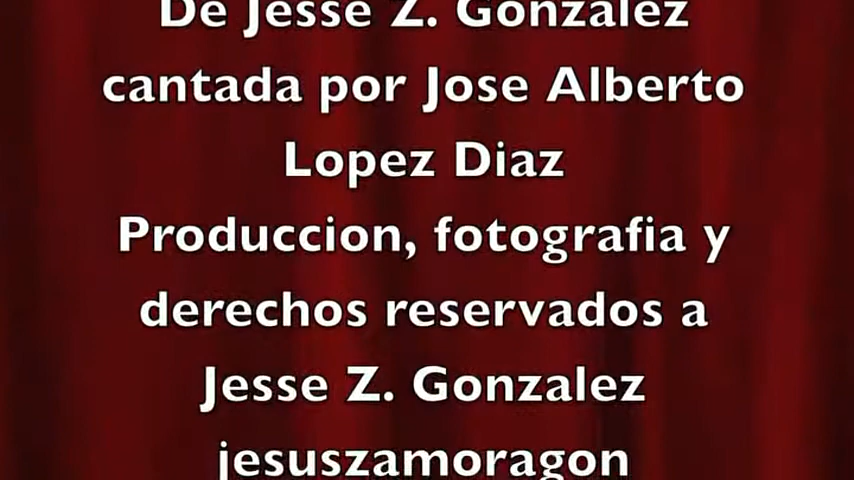 De Jesse Z. Gonzalez
cantada por Jose Alberto
Lopez Diaz
Produccion, fotografia y
derechos reservados a
Jesse Z. Gonzalez
jesuszamoragon